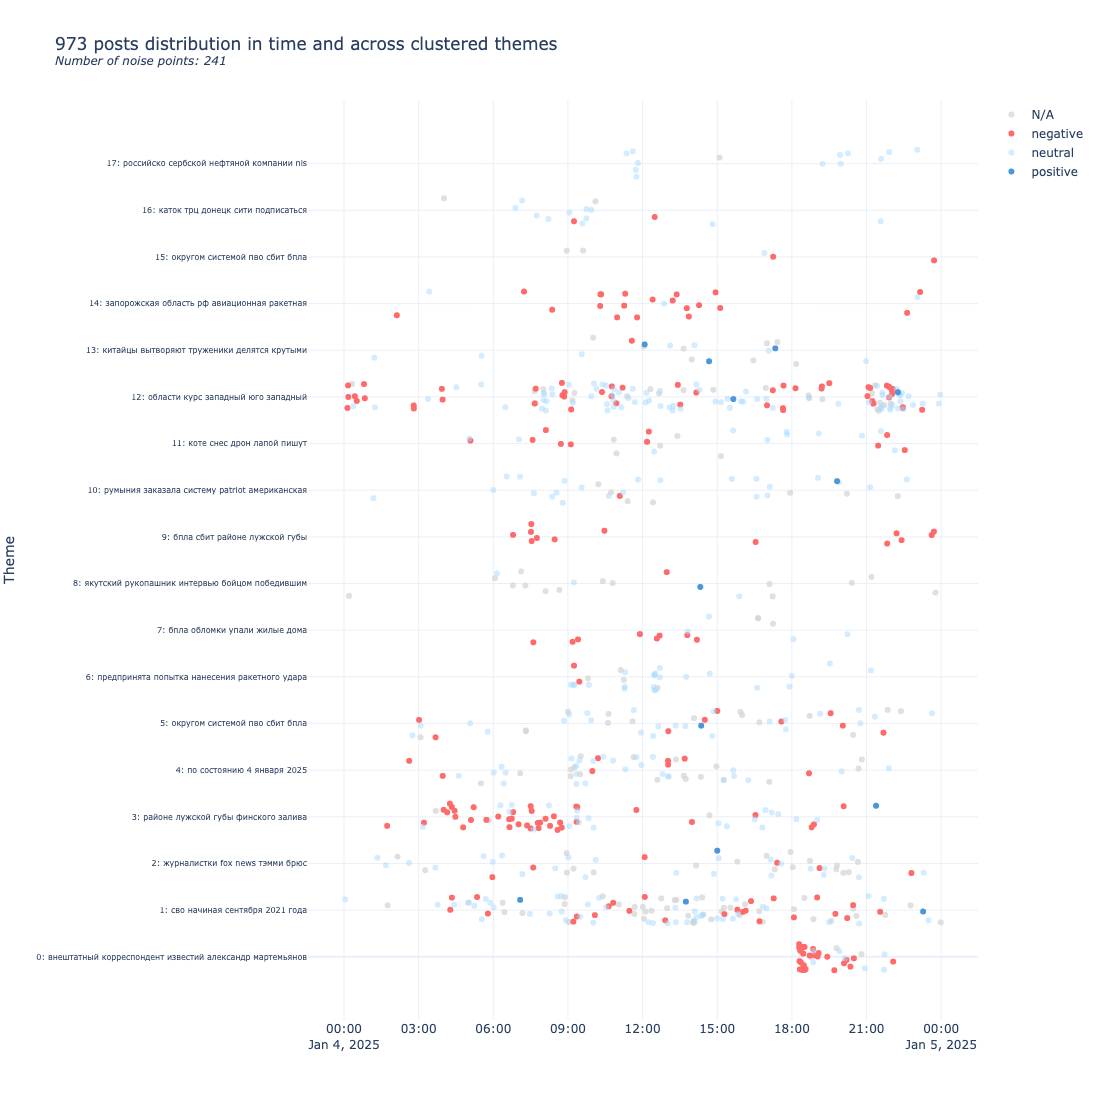 973 posts distribution in time and across clustered themes
Number of noise points: 241
N/A
negative
neutral
positive
Theme
17: российско сербской нефтяной компании nis
16: каток трц донецк сити подписаться
15: округом системой пво сбит бпла
14: запорожская область рф авиационная ракетная
13: китайцы вытворяют труженики делятся крутыми
12: области курс западный юго западный
11: коте снес дрон лапой пишут
10: румыния заказала систему patriot американская
9: бпла сбит районе лужской губы
8: якутский рукопашник интервью бойцом победившим
7: бпла обломки упали жилые дома
6: предпринята попытка нанесения ракетного удара
5: округом системой пво сбит бпла
4: по состоянию 4 января 2025
3: районе лужской губы финского залива
2: журналистки fox news тэмми брюс
1: сво начиная сентября 2021 года
0: внештатный корреспондент известий александр мартемьянов
00:00 03:00 06:00 09:00 12:00 15:00 18:00 21:00 00:00
Jan 4, 2025 Jan 5, 2025